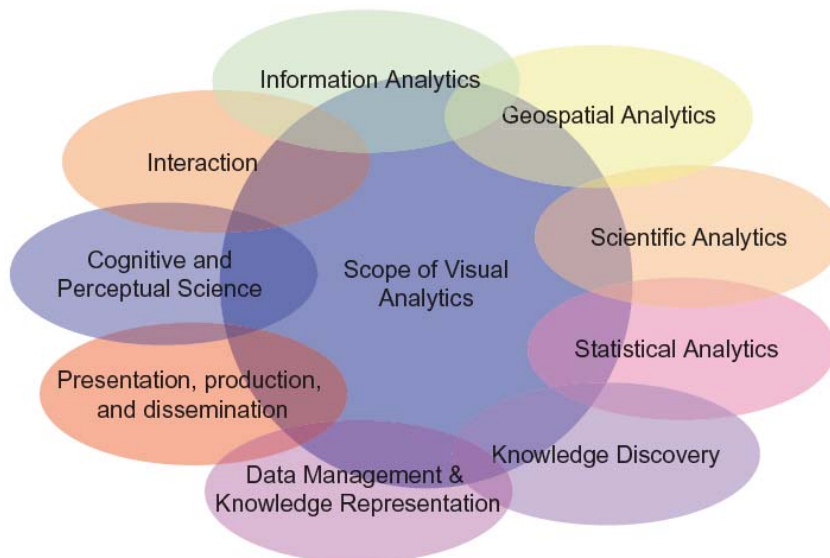 Information Analytics
Geospatial Analytics
Interaction
Scientific Analytics
Cognitive and
Perceptual Science
Scope of Visual
Analytics
Statistical Analytics
Presentation, production,
and dissemination
Knowledge Discovery
Data Management &
Knowledge Representation